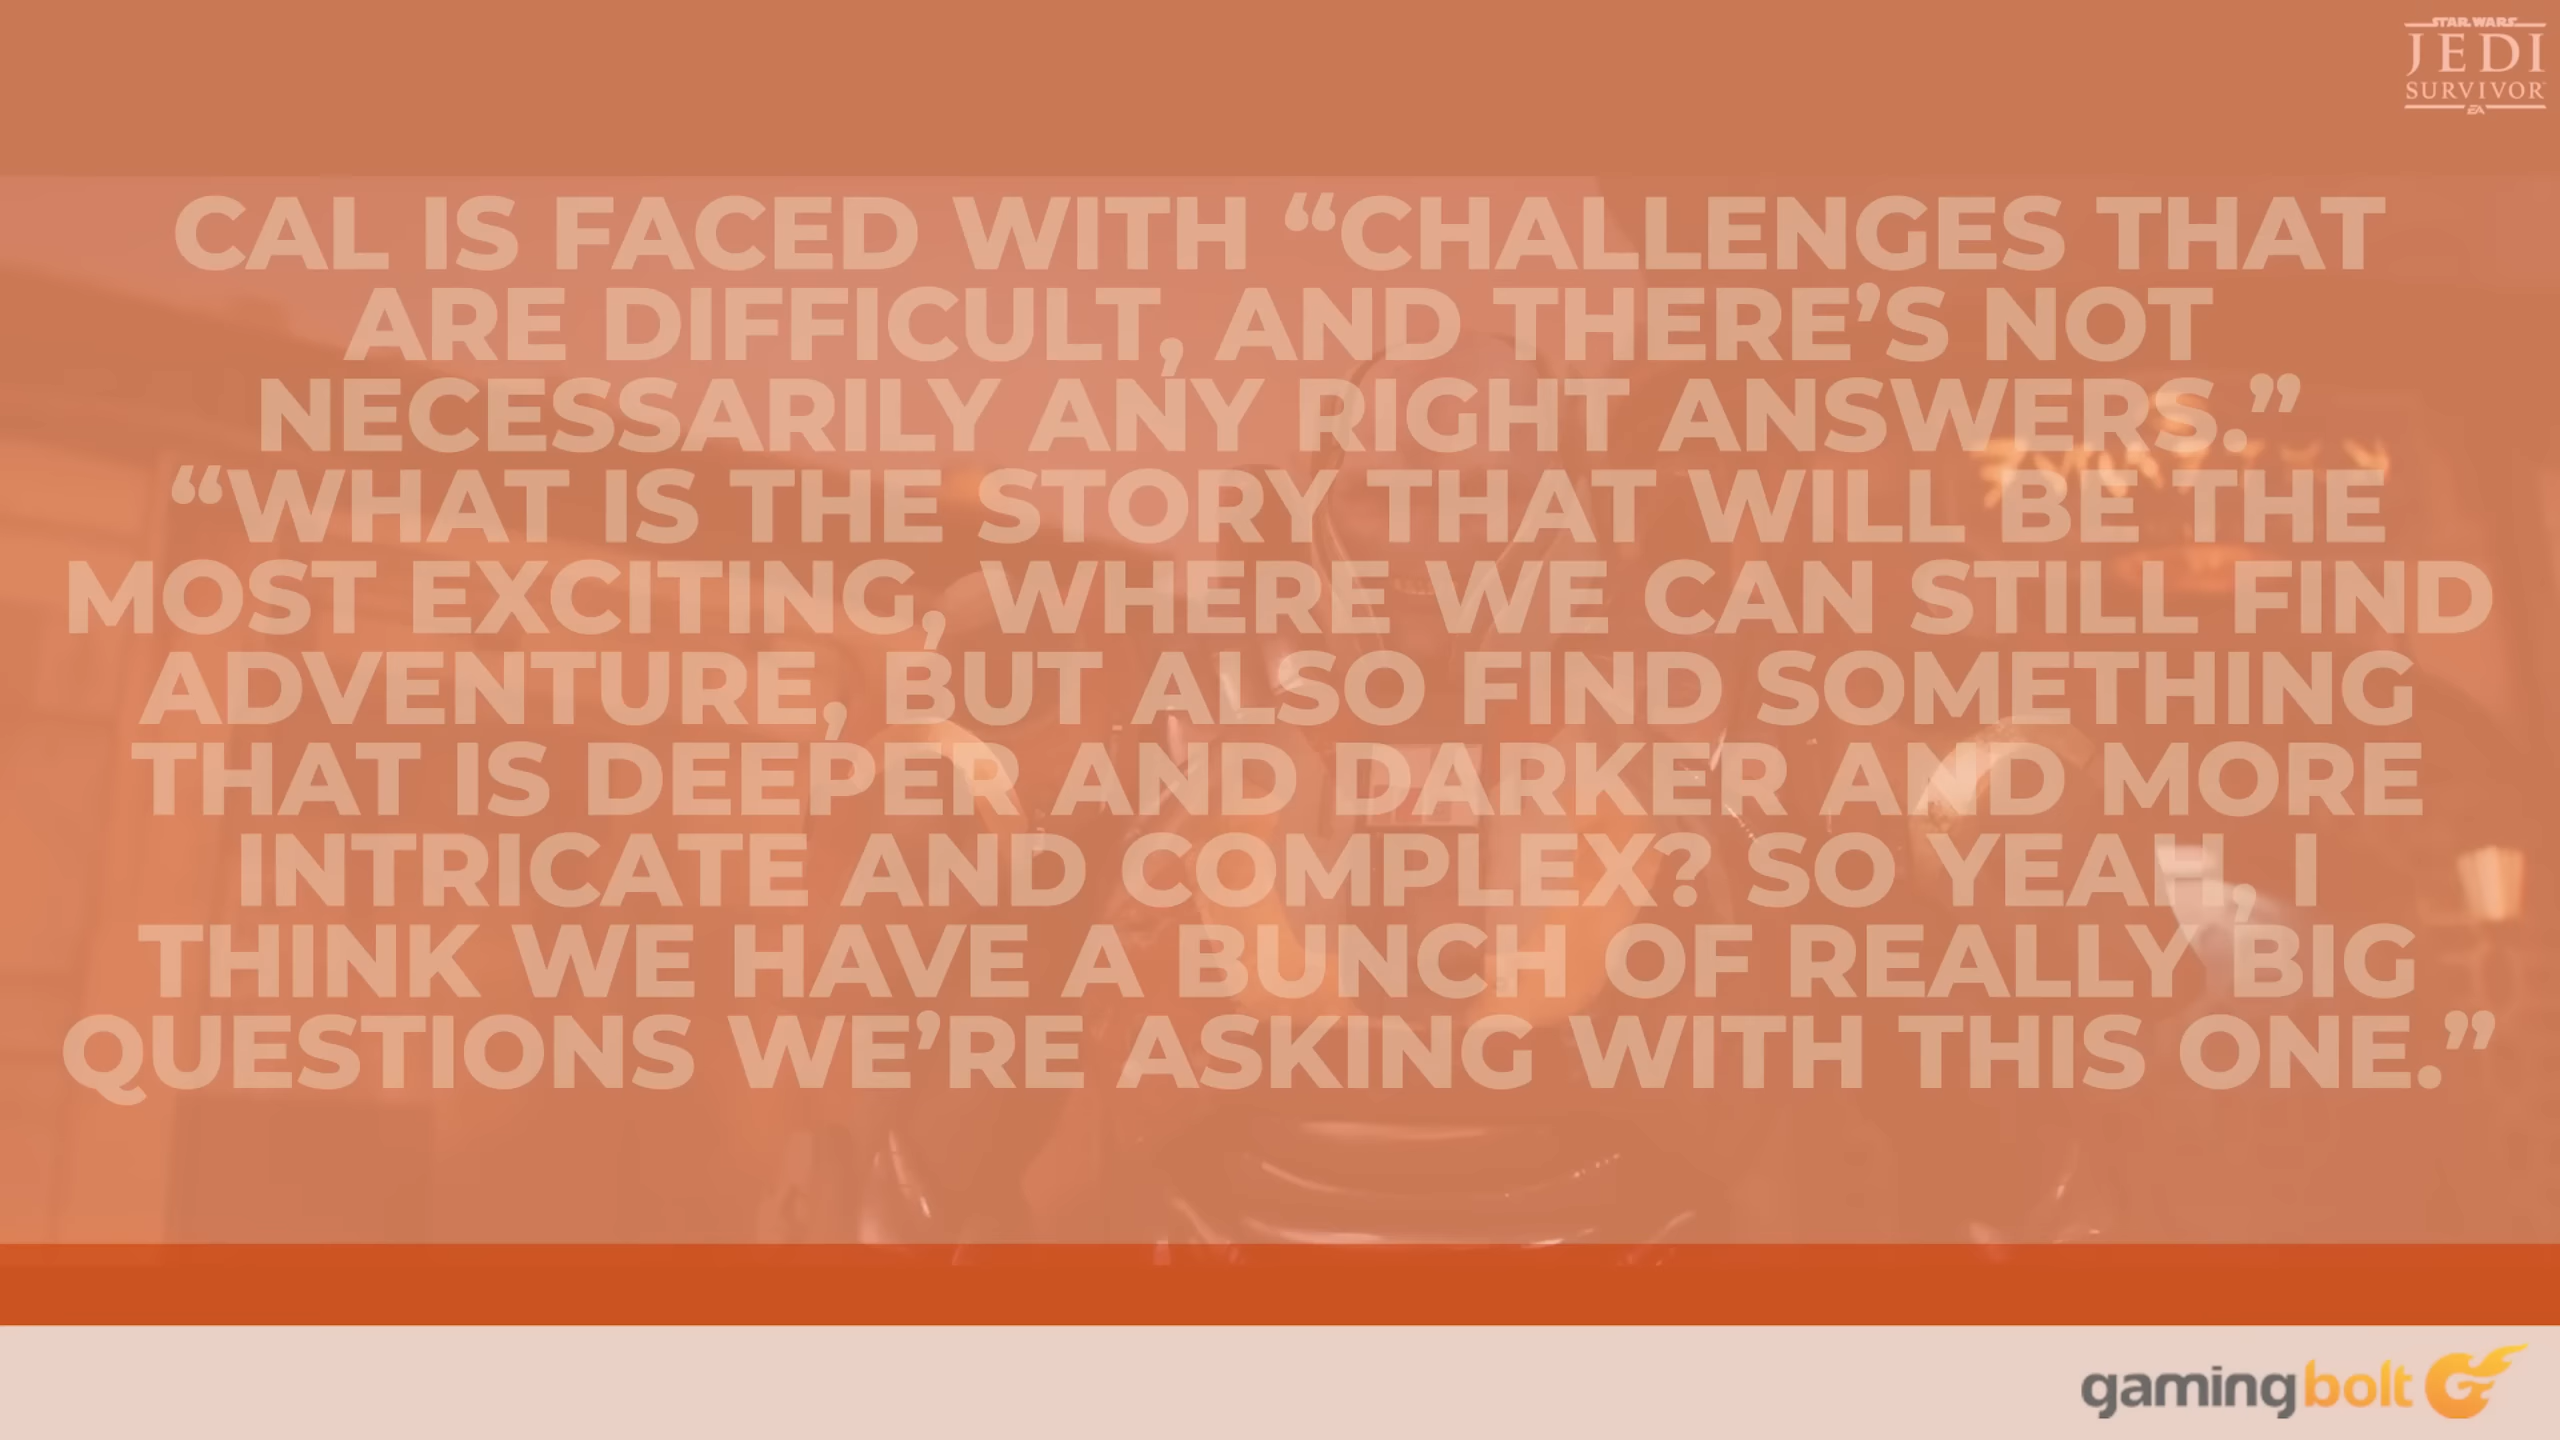 STAR WARS
JEDI
SURVIVOR
EA
CAL IS FACED WITH “CHALLENGES THAT
ARE DIFFICULT, AND THERE’S NOT
NECESSARILY ANY RIGHT ANSWERS.”
“WHAT IS THE STORY THAT WILL BE THE
MOST EXCITING, WHERE WE CAN STILL FIND
ADVENTURE, BUT ALSO FIND SOMETHING
THAT IS DEEPER AND DARKER AND MORE
INTRICATE AND COMPLEX? SO YEAH, I
THINK WE HAVE A BUNCH OF REALLY BIG
QUESTIONS WE’RE ASKING WITH THIS ONE.”
gamingbolt